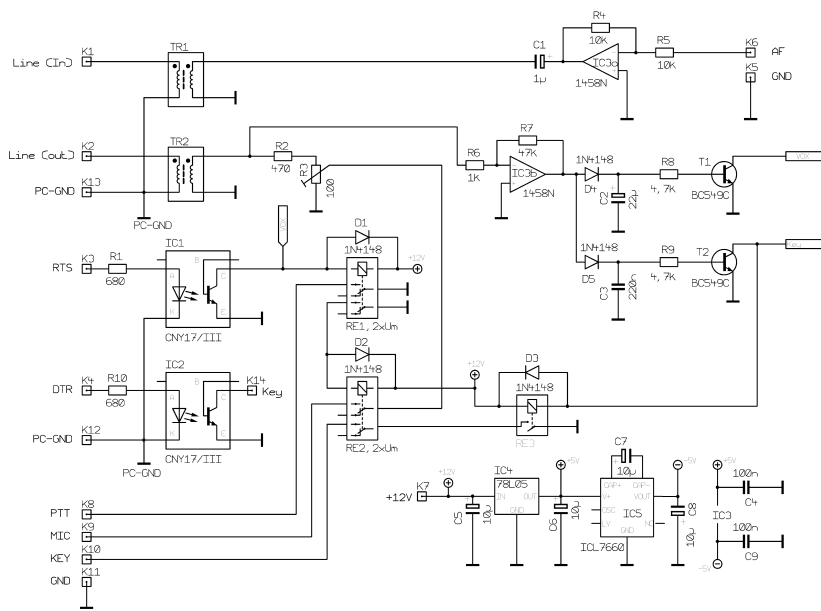 K1
Line (In)
TR1
C1
1µ
R4
10K
IC3a
1458N
R5
10K
K6
AF
K5
GND
K2
Line (out)
TR2
R2
470
R3
100
R6
1K
R7
47K
IC3b
1458N
1N4148
D4
C2
22µ
R8
4,7K
T1
BC549C
VOX
K13
PC-GND
PC-GND
VOX
1N4148
D5
C3
220n
R9
4,7K
T2
BC549C
Key
K3
RTS
R1
680
IC1
A
K
B
C
E
CNY17/III
D1
1N4148
+12V
RE1,2xUm
K4
DTR
R10
680
IC2
A
K
B
C
E
K14
Key
CNY17/III
D2
1N4148
RE2,2xUm
+12V
D3
1N4148
RE3
K12
PC-GND
PC-GND
K7
+12V
+12V
IC4
78L05
IN
OUT
GND
C5
10µ
C6
10µ
+5V
C7
10µ
CAP+
CAP-
V+
VOUT
OSC
IC5
LV
NC
GND
ICL7660
-5V
C8
10µ
+5V
100n
C4
IC3
100n
C9
-5V
K8
PTT
K9
MIC
K10
KEY
K11
GND